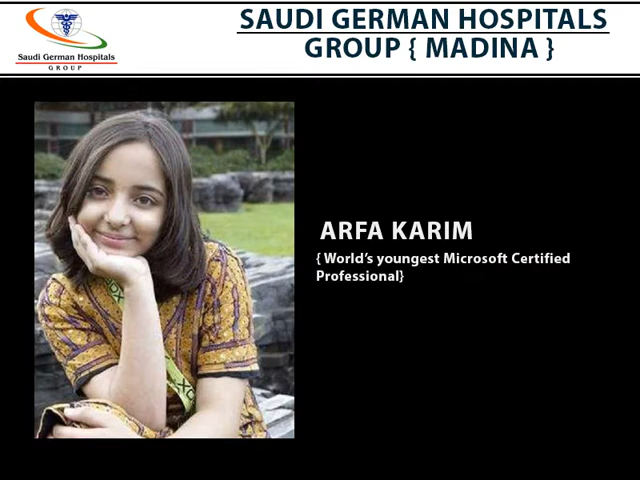 Saudi German Hospitals
GROUP
SAUDI GERMAN HOSPITALS
GROUP { MADINA }
ARFA KARIM
{ World's youngest Microsoft Certified
Professional}